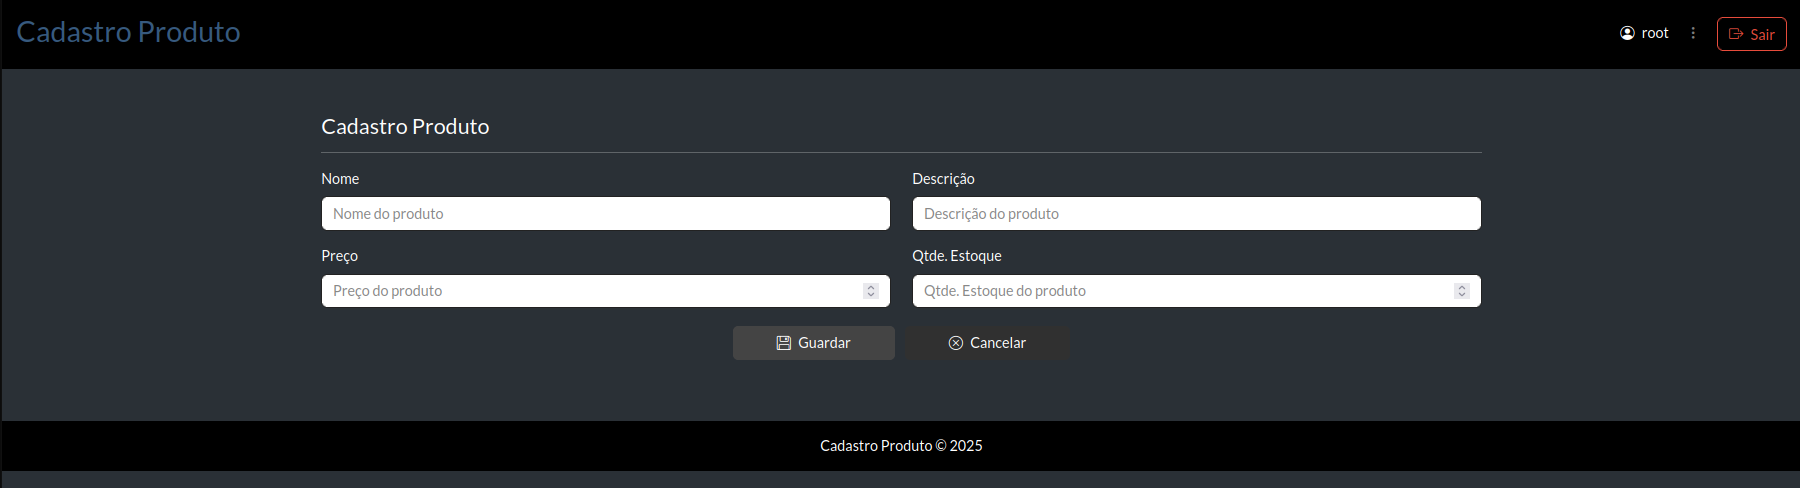 Cadastro Produto
root
Sair
Cadastro Produto
Nome
Descrição
Nome do produto
Descrição do produto
Preço
Qtde. Estoque
Preço do produto
Qtde. Estoque do produto
Guardar
Cancelar
Cadastro Produto © 2025